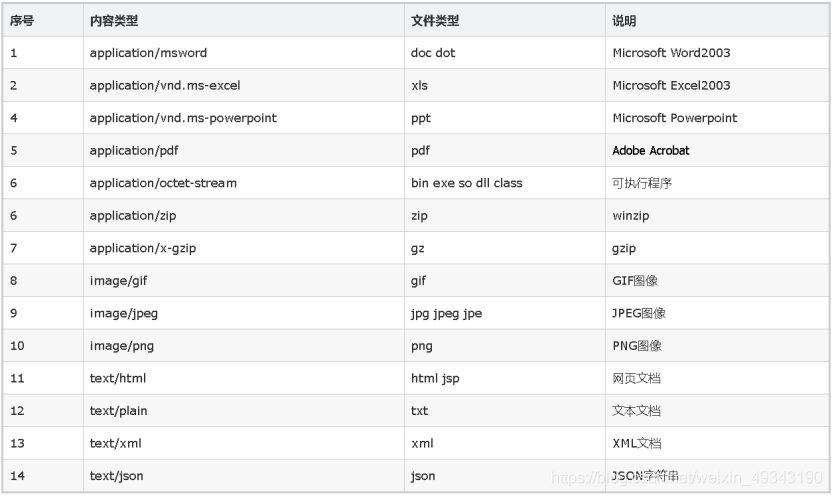 序号 内容类型 文件类型 说明
1 application/msword doc dot Microsoft Word2003
2 application/vnd.ms-excel xls Microsoft Excel2003
4 application/vnd.ms-powerpoint ppt Microsoft Powerpoint
5 application/pdf pdf Adobe Acrobat
6 application/octet-stream bin exe so dll class 可执行程序
6 application/zip zip winzip
7 application/x-gzip gz gzip
8 image/gif gif GIF图像
9 image/jpeg jpg jpeg jpe JPEG图像
10 image/png png PNG图像
11 text/html html jsp 网页文档
12 text/plain txt 文本文档
13 text/xml xml XML文档
14 text/json json JSON字符串
https://blog.csdn.net/weixin_49343190